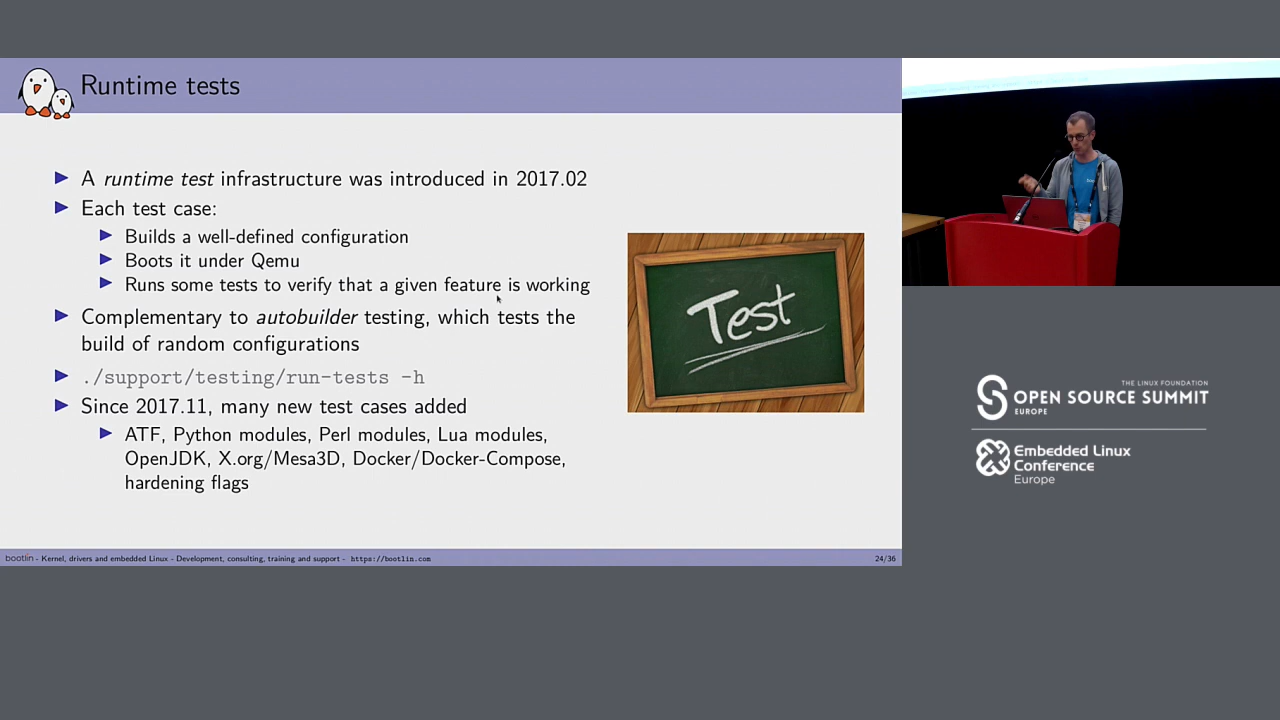 Runtime tests
A runtime test infrastructure was introduced in 2017.02
Each test case:
Builds a well-defined configuration
Boots it under Qemu
Runs some tests to verify that a given feature is working
Complementary to autobuilder testing, which tests the
build of random configurations
./support/testing/run-tests -h
Since 2017.11, many new test cases added
ATF, Python modules, Perl modules, Lua modules,
OpenJDK, X.org/Mesa3D, Docker/Docker-Compose,
hardening flags
Test
bootlin - Kernel, drivers and embedded Linux - Development, consulting, training and support - https://bootlin.com
24/36
THE LINUX FOUNDATION
OPEN SOURCE SUMMIT
EUROPE
Embedded Linux
Conference
Europe